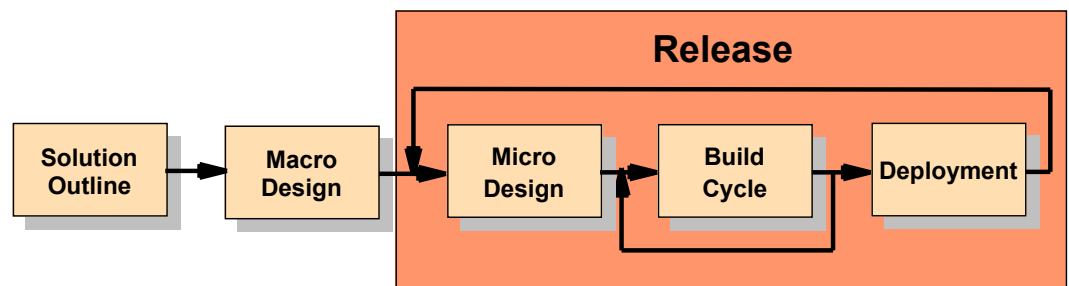 Release
Solution
Outline
Macro
Design
Micro
Design
Build
Cycle
Deployment